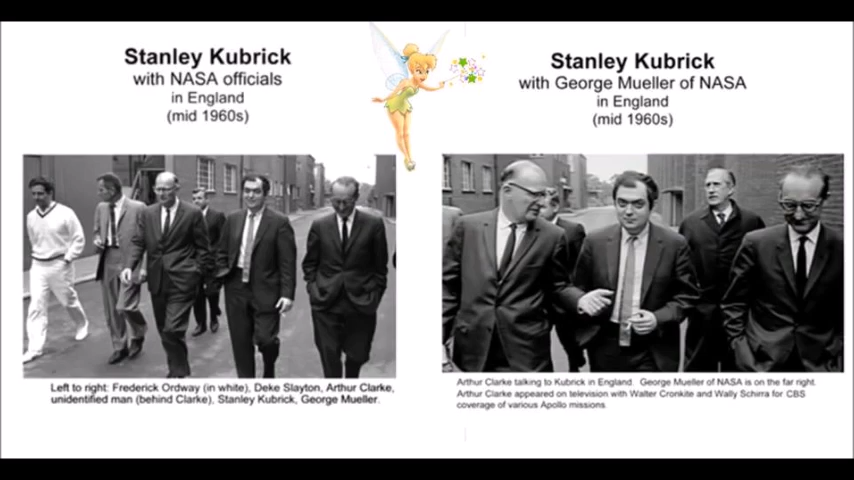 Stanley Kubrick
with NASA officials
in England
(mid 1960s)
Left to right: Frederick Ordway (in white), Deke Slayton, Arthur Clarke,
unidentified man (behind Clarke), Stanley Kubrick, George Mueller.
Stanley Kubrick
with George Mueller of NASA
in England
(mid 1960s)
Arthur Clarke talking to Kubrick in England. George Mueller of NASA is on the far right.
Arthur Clarke appeared on television with Walter Cronkite and Wally Schirra for CBS
coverage of various Apollo missions.